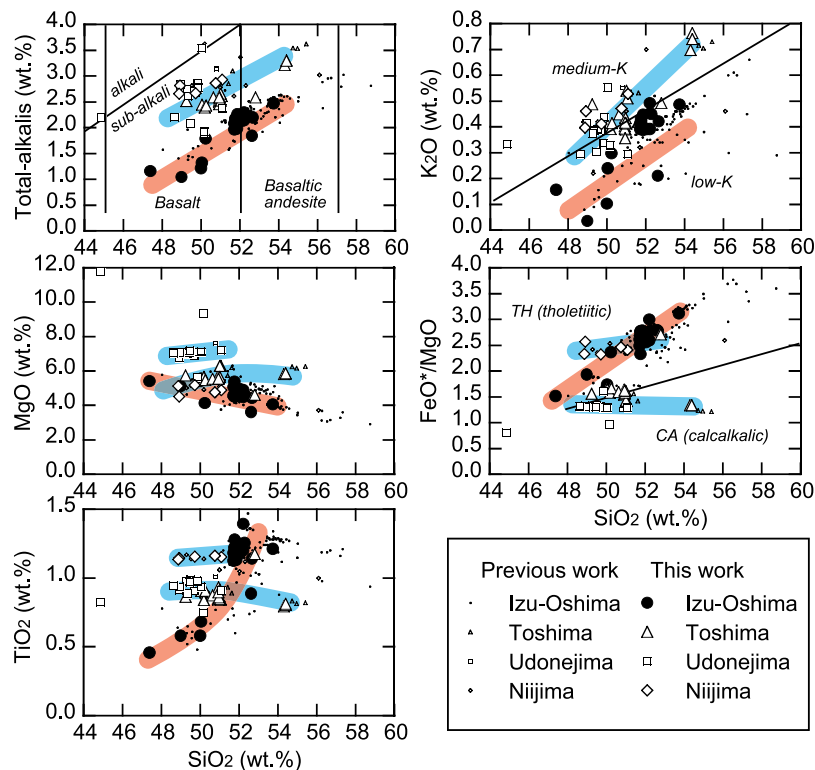 Total-alkalis (wt.%)
4.0
3.5
3.0
2.5
2.0
1.5
1.0
0.5
0.0
alkali
sub-alkali
Basalt
Basaltic
andesite
44 46 48 50 52 54 56 58 60
K2O (wt.%)
0.8
0.7
0.6
0.5
0.4
0.3
0.2
0.1
0.0
medium-K
low-K
44 46 48 50 52 54 56 58 60
MgO (wt.%)
12.0
10.0
8.0
6.0
4.0
2.0
0.0
44 46 48 50 52 54 56 58 60
FeO*/MgO
4.0
3.5
3.0
2.5
2.0
1.5
1.0
0.5
0.0
TH (tholetiitic)
CA (calcalkalic)
44 46 48 50 52 54 56 58 60
SiO2 (wt.%)
TiO2 (wt.%)
1.5
1.0
0.5
0.0
44 46 48 50 52 54 56 58 60
SiO2 (wt.%)
Previous work This work
Izu-Oshima Izu-Oshima
Toshima Toshima
Udonejima Udonejima
Niijima Niijima